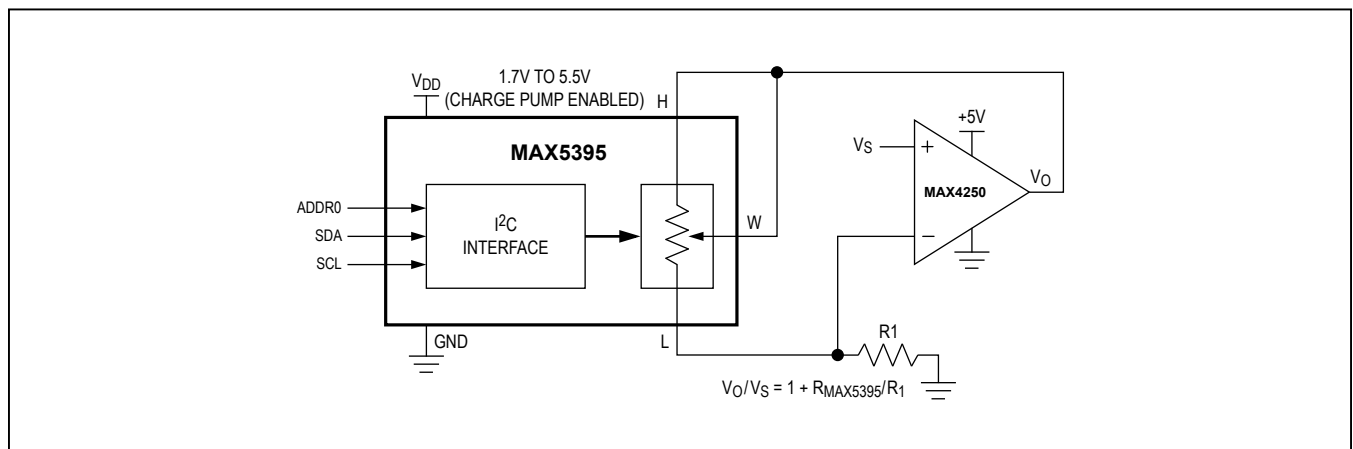 VDD
1.7V TO 5.5V
(CHARGE PUMP ENABLED)
H
+5V
MAX5395
VS
+
MAX4250
VO
ADDR0
SDA
SCL
I2C
INTERFACE
W
−
GND
L
R1
VO/VS = 1 + RMAX5395/R1